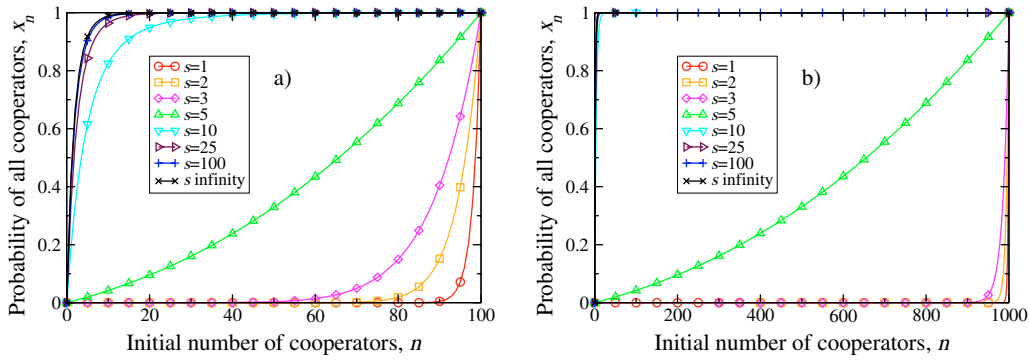 Probability of all cooperators, x_n
1
0.8
0.6
0.4
0.2
0
a)
s=1
s=2
s=3
s=5
s=10
s=25
s=100
s infinity
0 20 40 60 80 100
Initial number of cooperators, n
Probability of all cooperators, x_n
1
0.8
0.6
0.4
0.2
0
b)
s=1
s=2
s=3
s=5
s=10
s=25
s=100
s infinity
0 200 400 600 800 1000
Initial number of cooperators, n